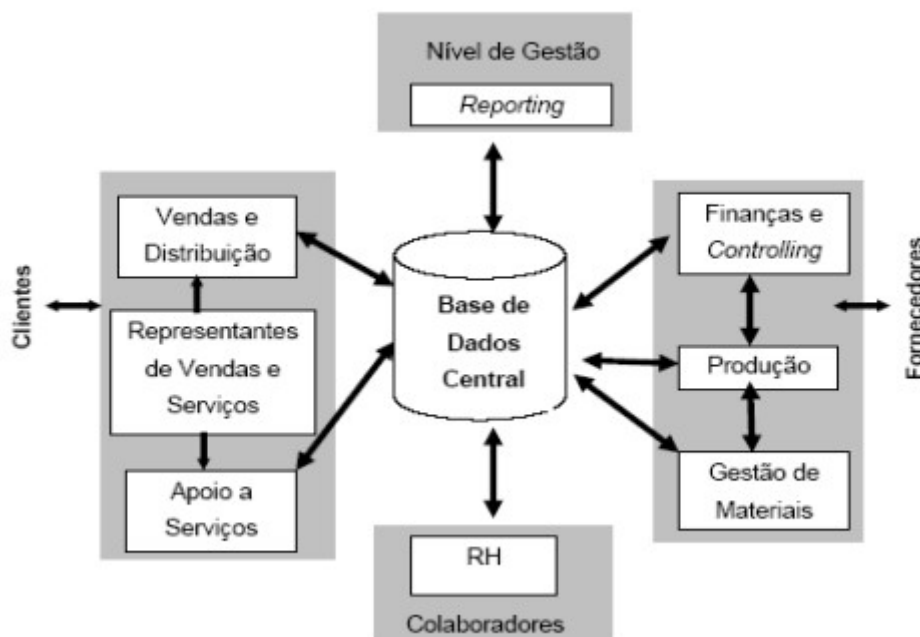 Nível de Gestão
Reporting
Clientes
Vendas e
Distribuição
Representantes
de Vendas e
Serviços
Apoio a
Serviços
Base de
Dados
Central
Finanças e
Controlling
Produção
Gestão de
Materiais
Fornecedores
RH
Colaboradores